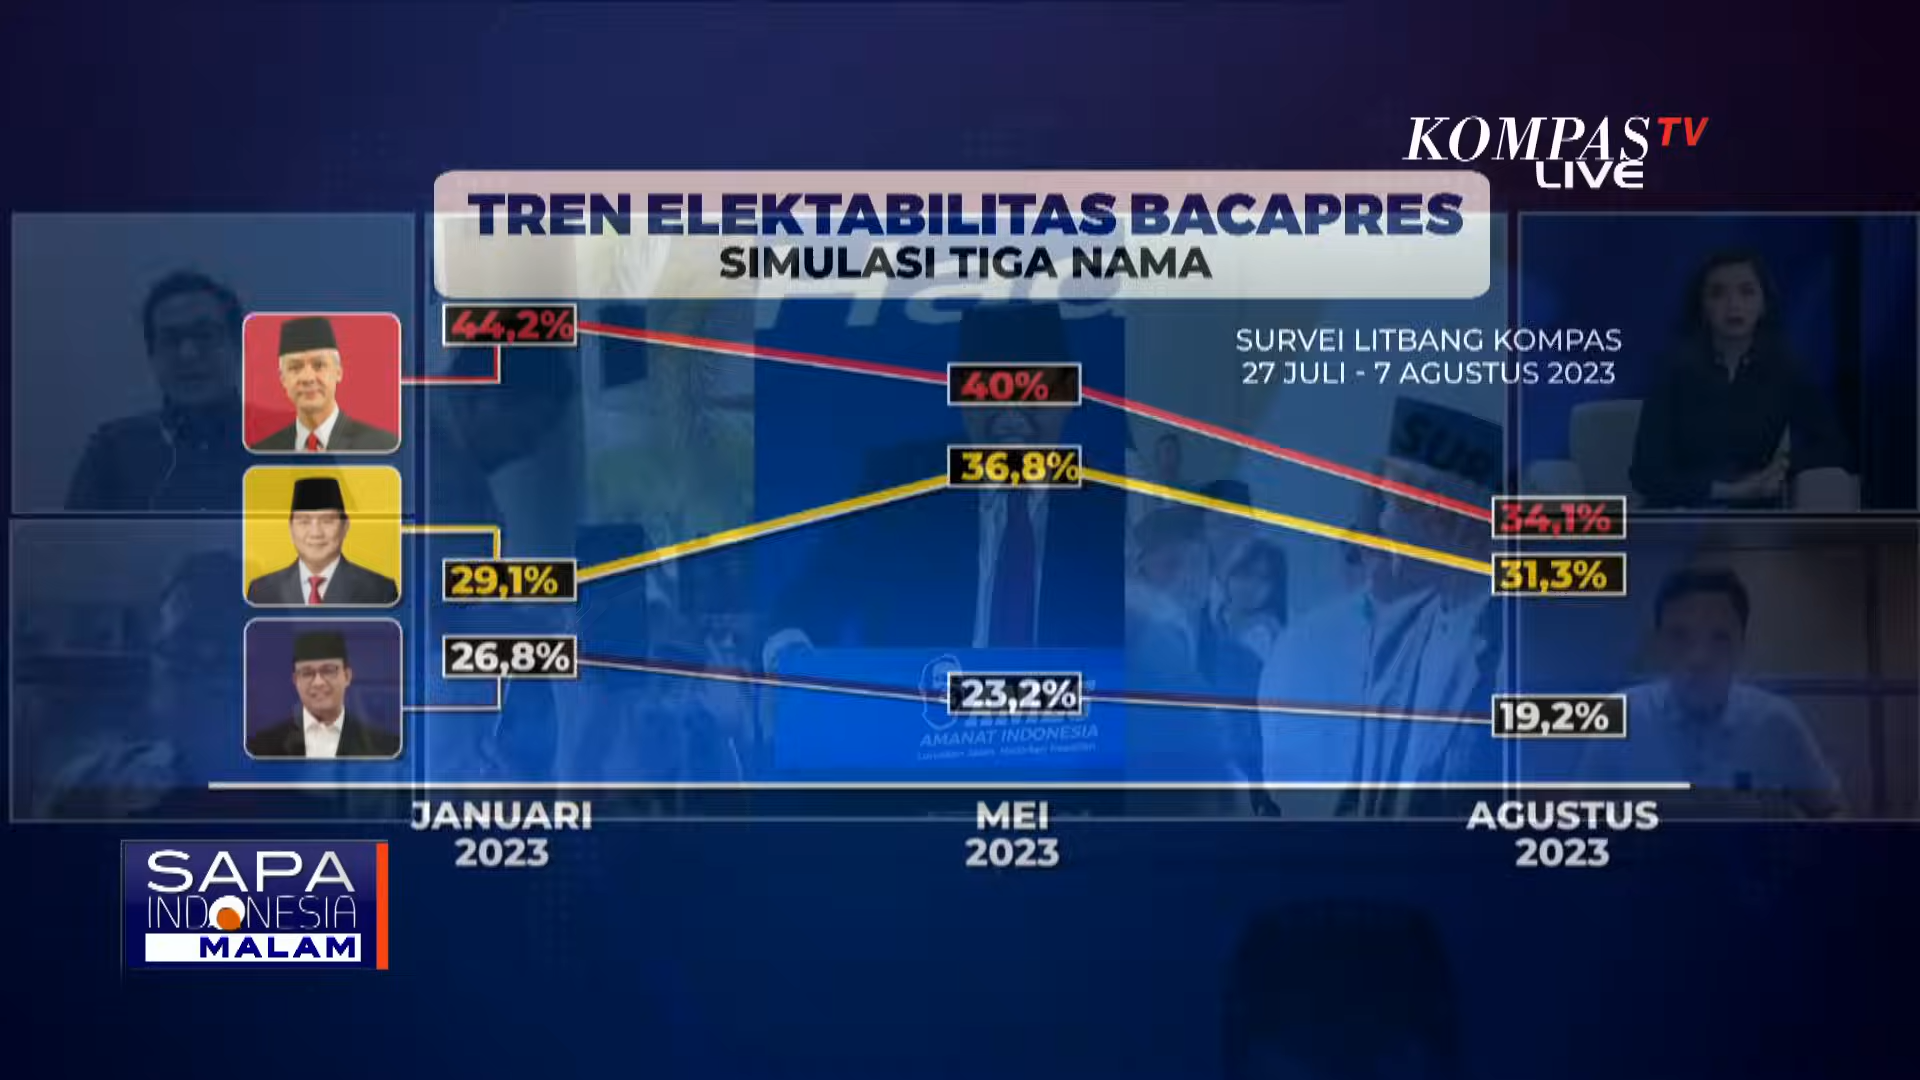 KOMPAS TV
LIVE
TREN ELEKTABILITAS BACAPRES
SIMULASI TIGA NAMA
SURVEI LITBANG KOMPAS
27 JULI - 7 AGUSTUS 2023
44,2%
40%
34,1%
29,1%
36,8%
31,3%
26,8%
23,2%
19,2%
AMANAT INDONESIA
JANUARI
2023
MEI
2023
AGUSTUS
2023
SAPA
INDONESIA
MALAM